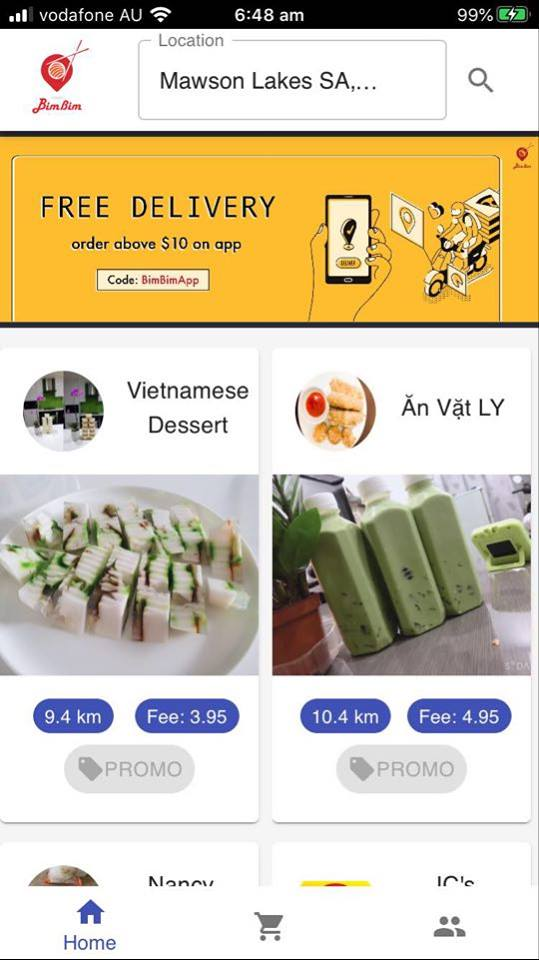 vodafone AU
6:48 am
99%
BimBim
Location
Mawson Lakes SA,...
FREE DELIVERY
order above $10 on app
Code: BimBimApp
DELIVER
BimBim
Vietnamese
Dessert
Ăn Vặt LY
9.4 km
Fee: 3.95
10.4 km
Fee: 4.95
PROMO
PROMO
Nancy
JC's
Home